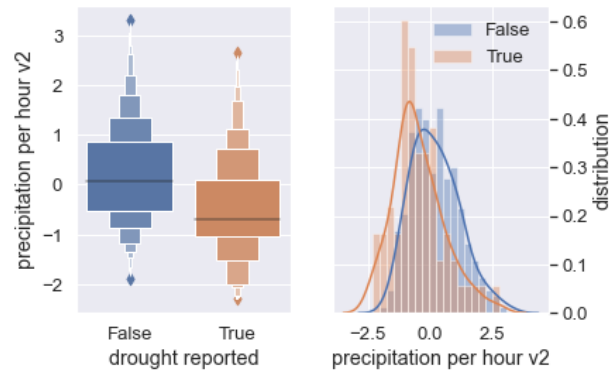 precipitation per hour v2
3
2
1
0
−1
−2
False
True
drought reported
False
True
0.6
0.5
0.4
0.3
0.2
0.1
0.0
distribution
−2.5
0.0
2.5
precipitation per hour v2